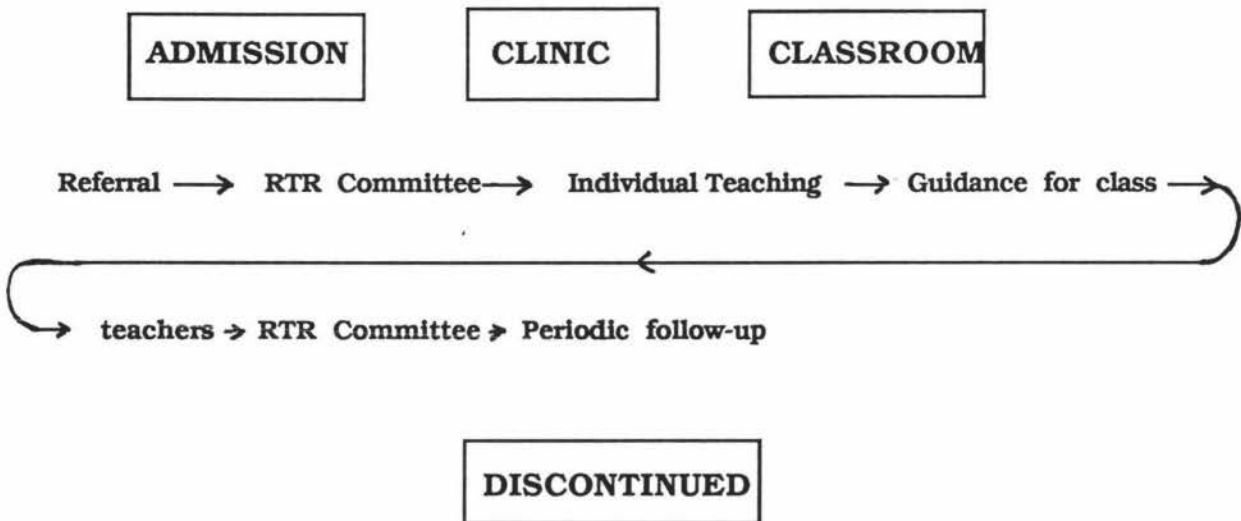 ADMISSION CLINIC CLASSROOM
Referral → RTR Committee → Individual Teaching → Guidance for class →
→ teachers → RTR Committee → Periodic follow-up
DISCONTINUED